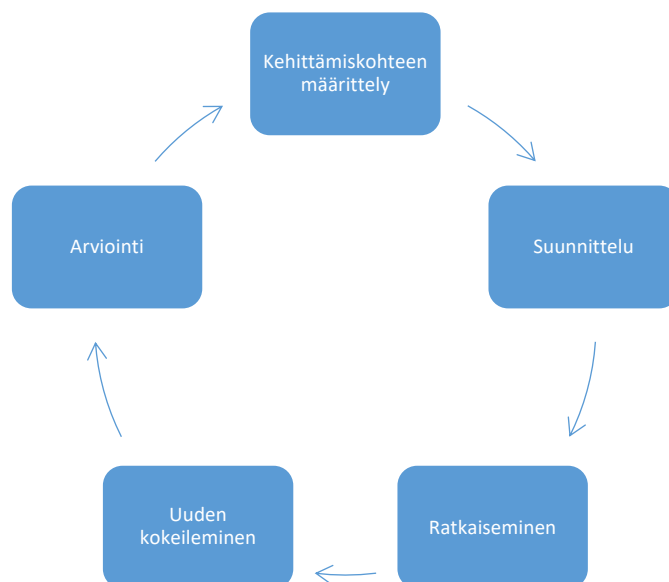 Kehittämiskohteen
määrittely
Suunnittelu
Ratkaiseminen
Uuden
kokeileminen
Arviointi